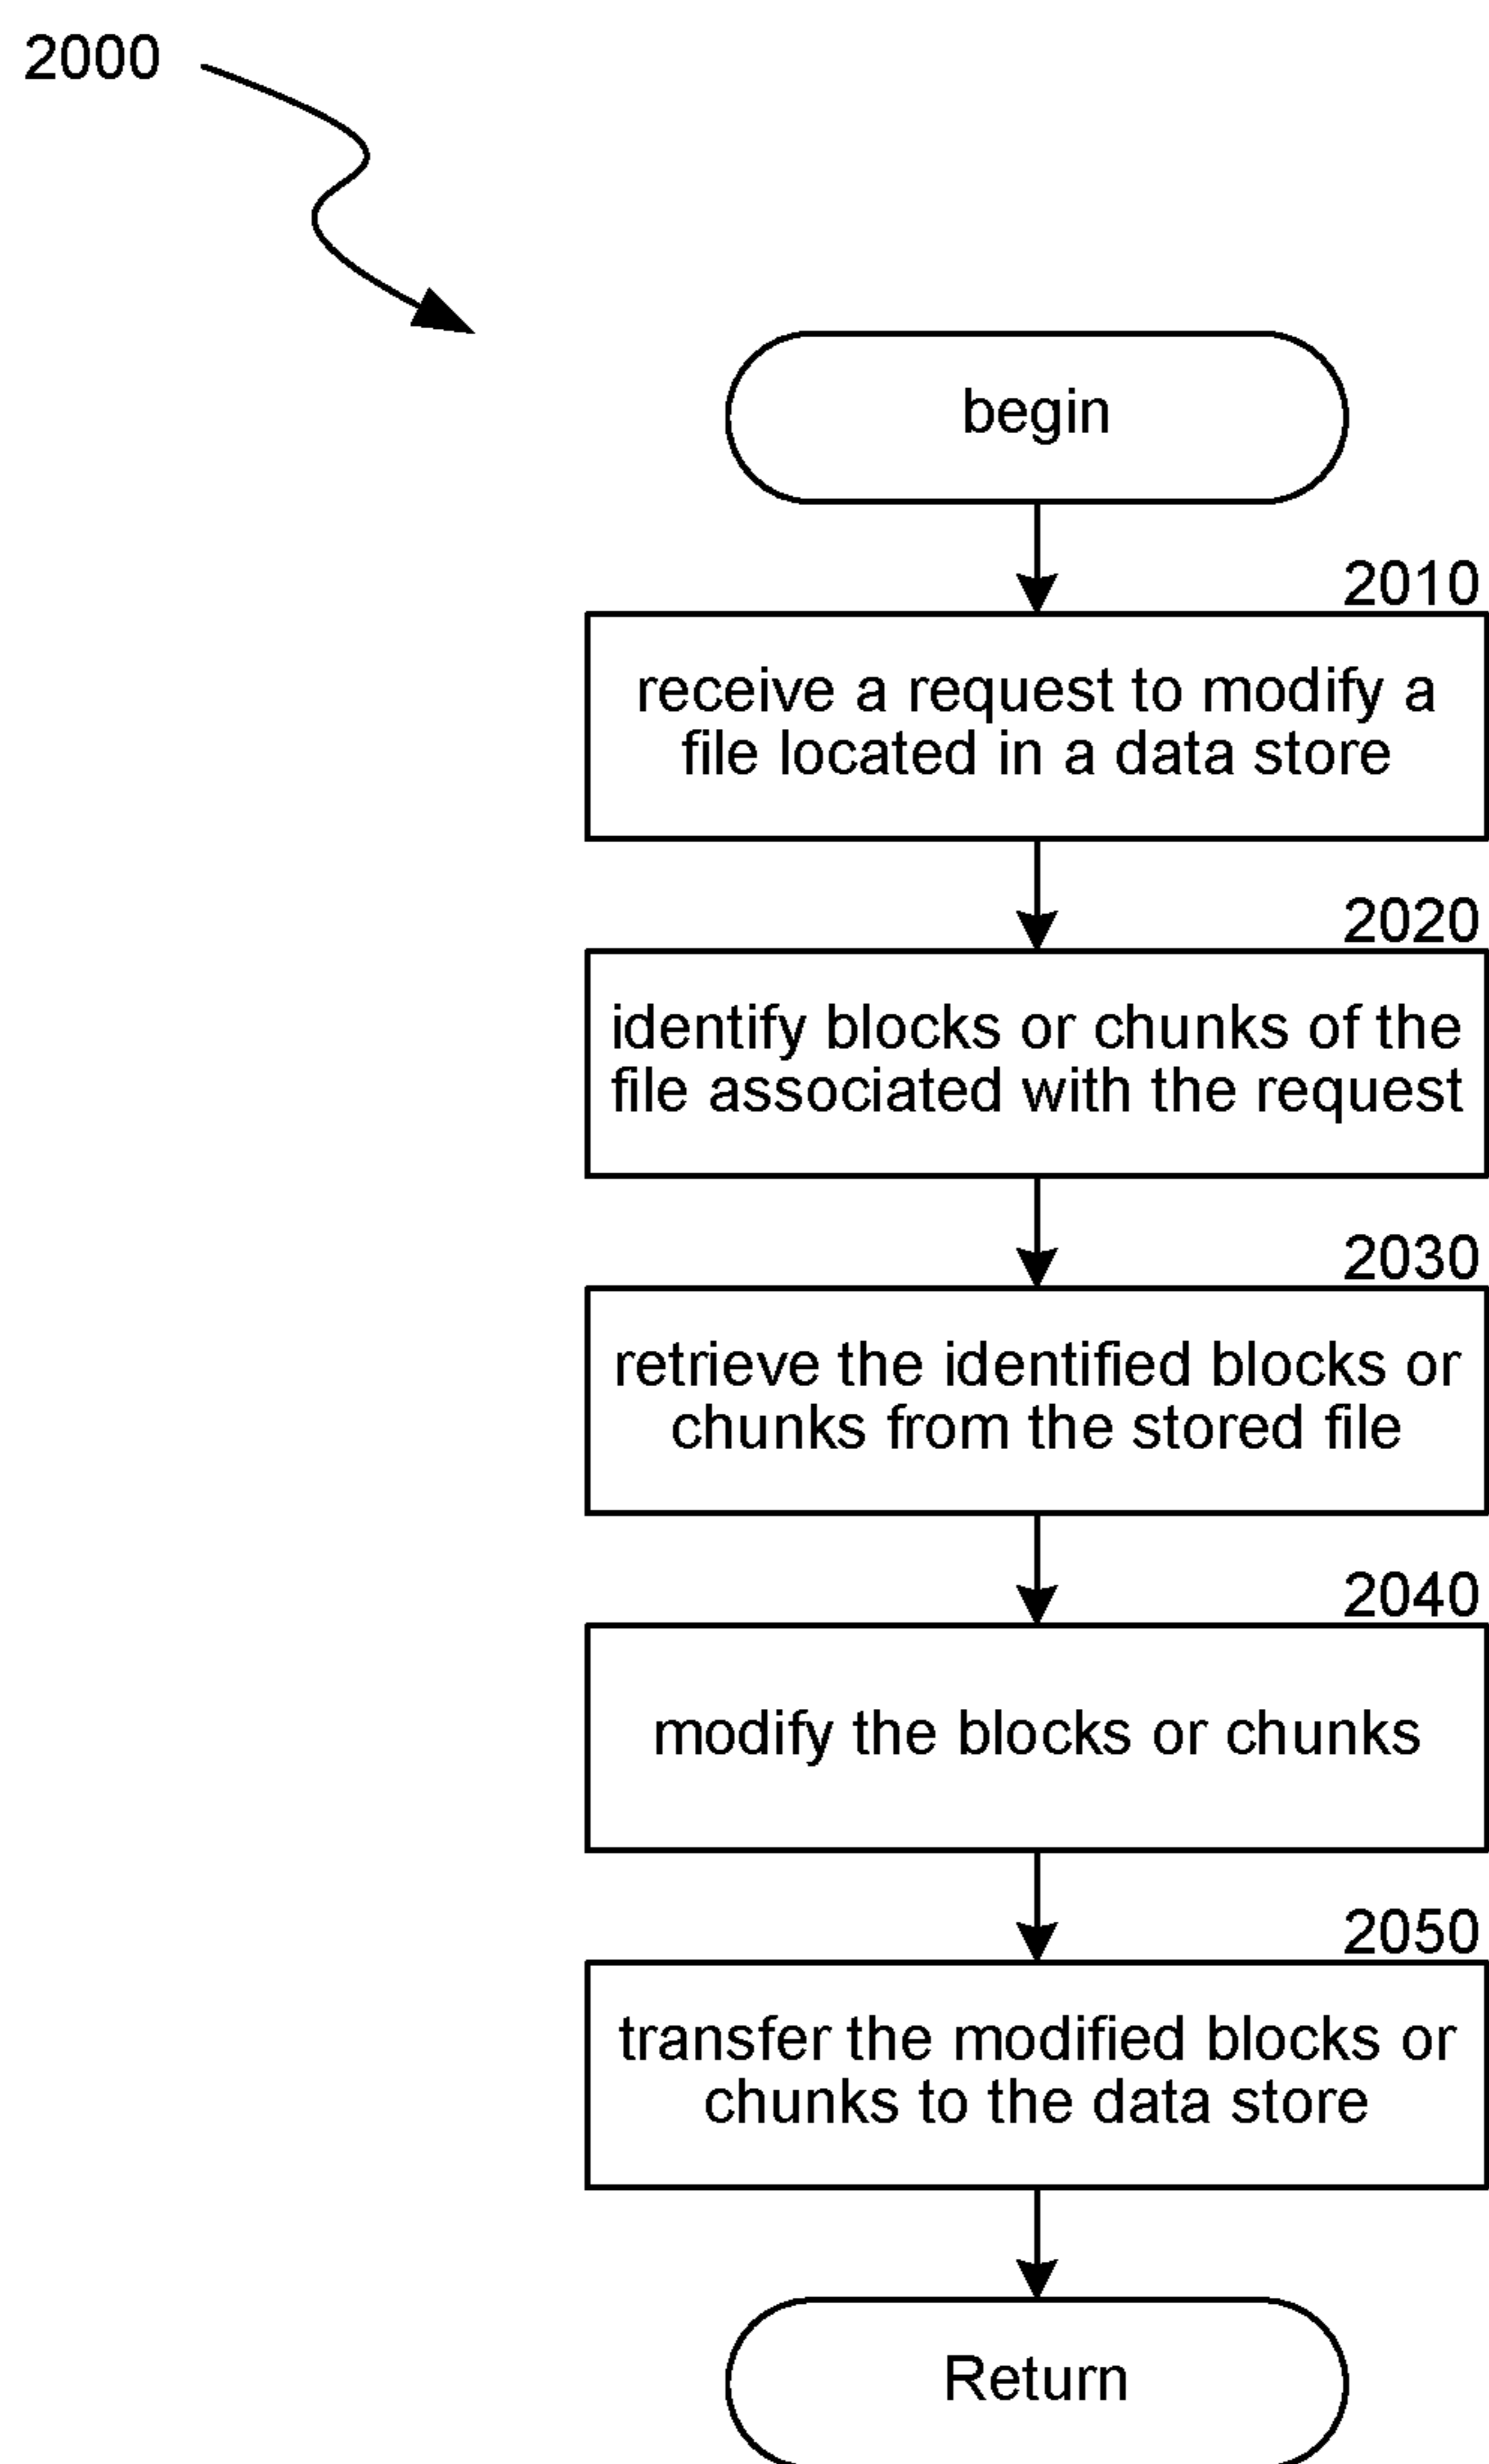 2000
begin
2010
receive a request to modify a
file located in a data store
2020
identify blocks or chunks of the
file associated with the request
2030
retrieve the identified blocks or
chunks from the stored file
2040
modify the blocks or chunks
2050
transfer the modified blocks or
chunks to the data store
Return